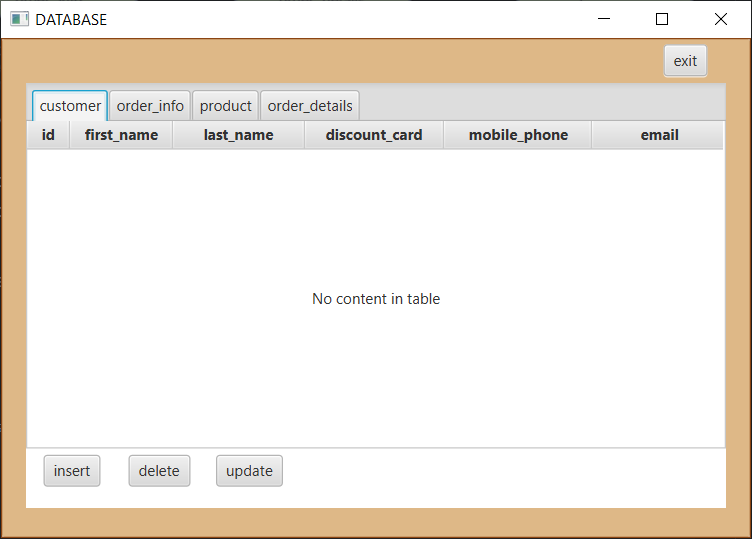 DATABASE
exit
customer order_info product order_details
id first_name last_name discount_card mobile_phone email
No content in table
insert delete update